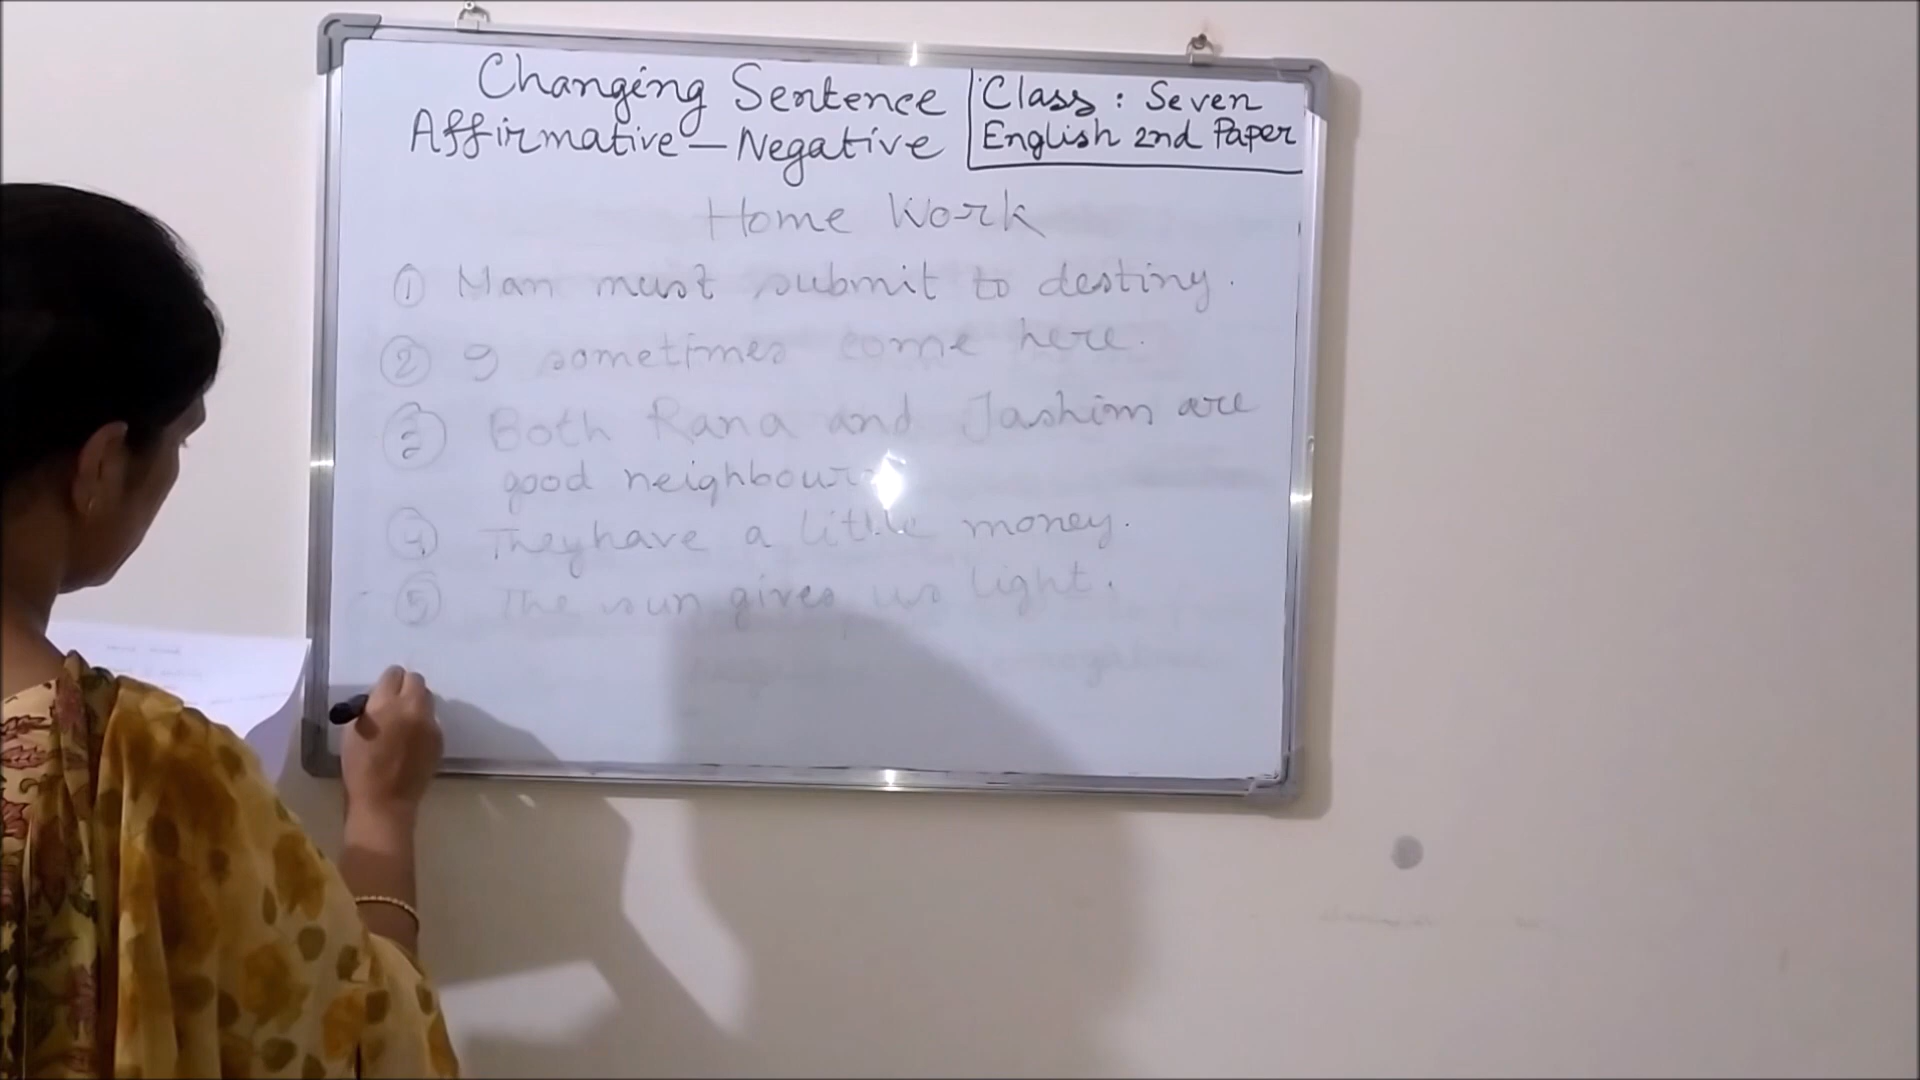 Changing Sentence
Affirmative—Negative
Class : Seven
English 2nd Paper
Home Work
① Man must submit to destiny.
② I sometimes come here.
③ Both Rana and Jashim are
good neighbours
④ They have a little money.
⑤ The sun gives us light.